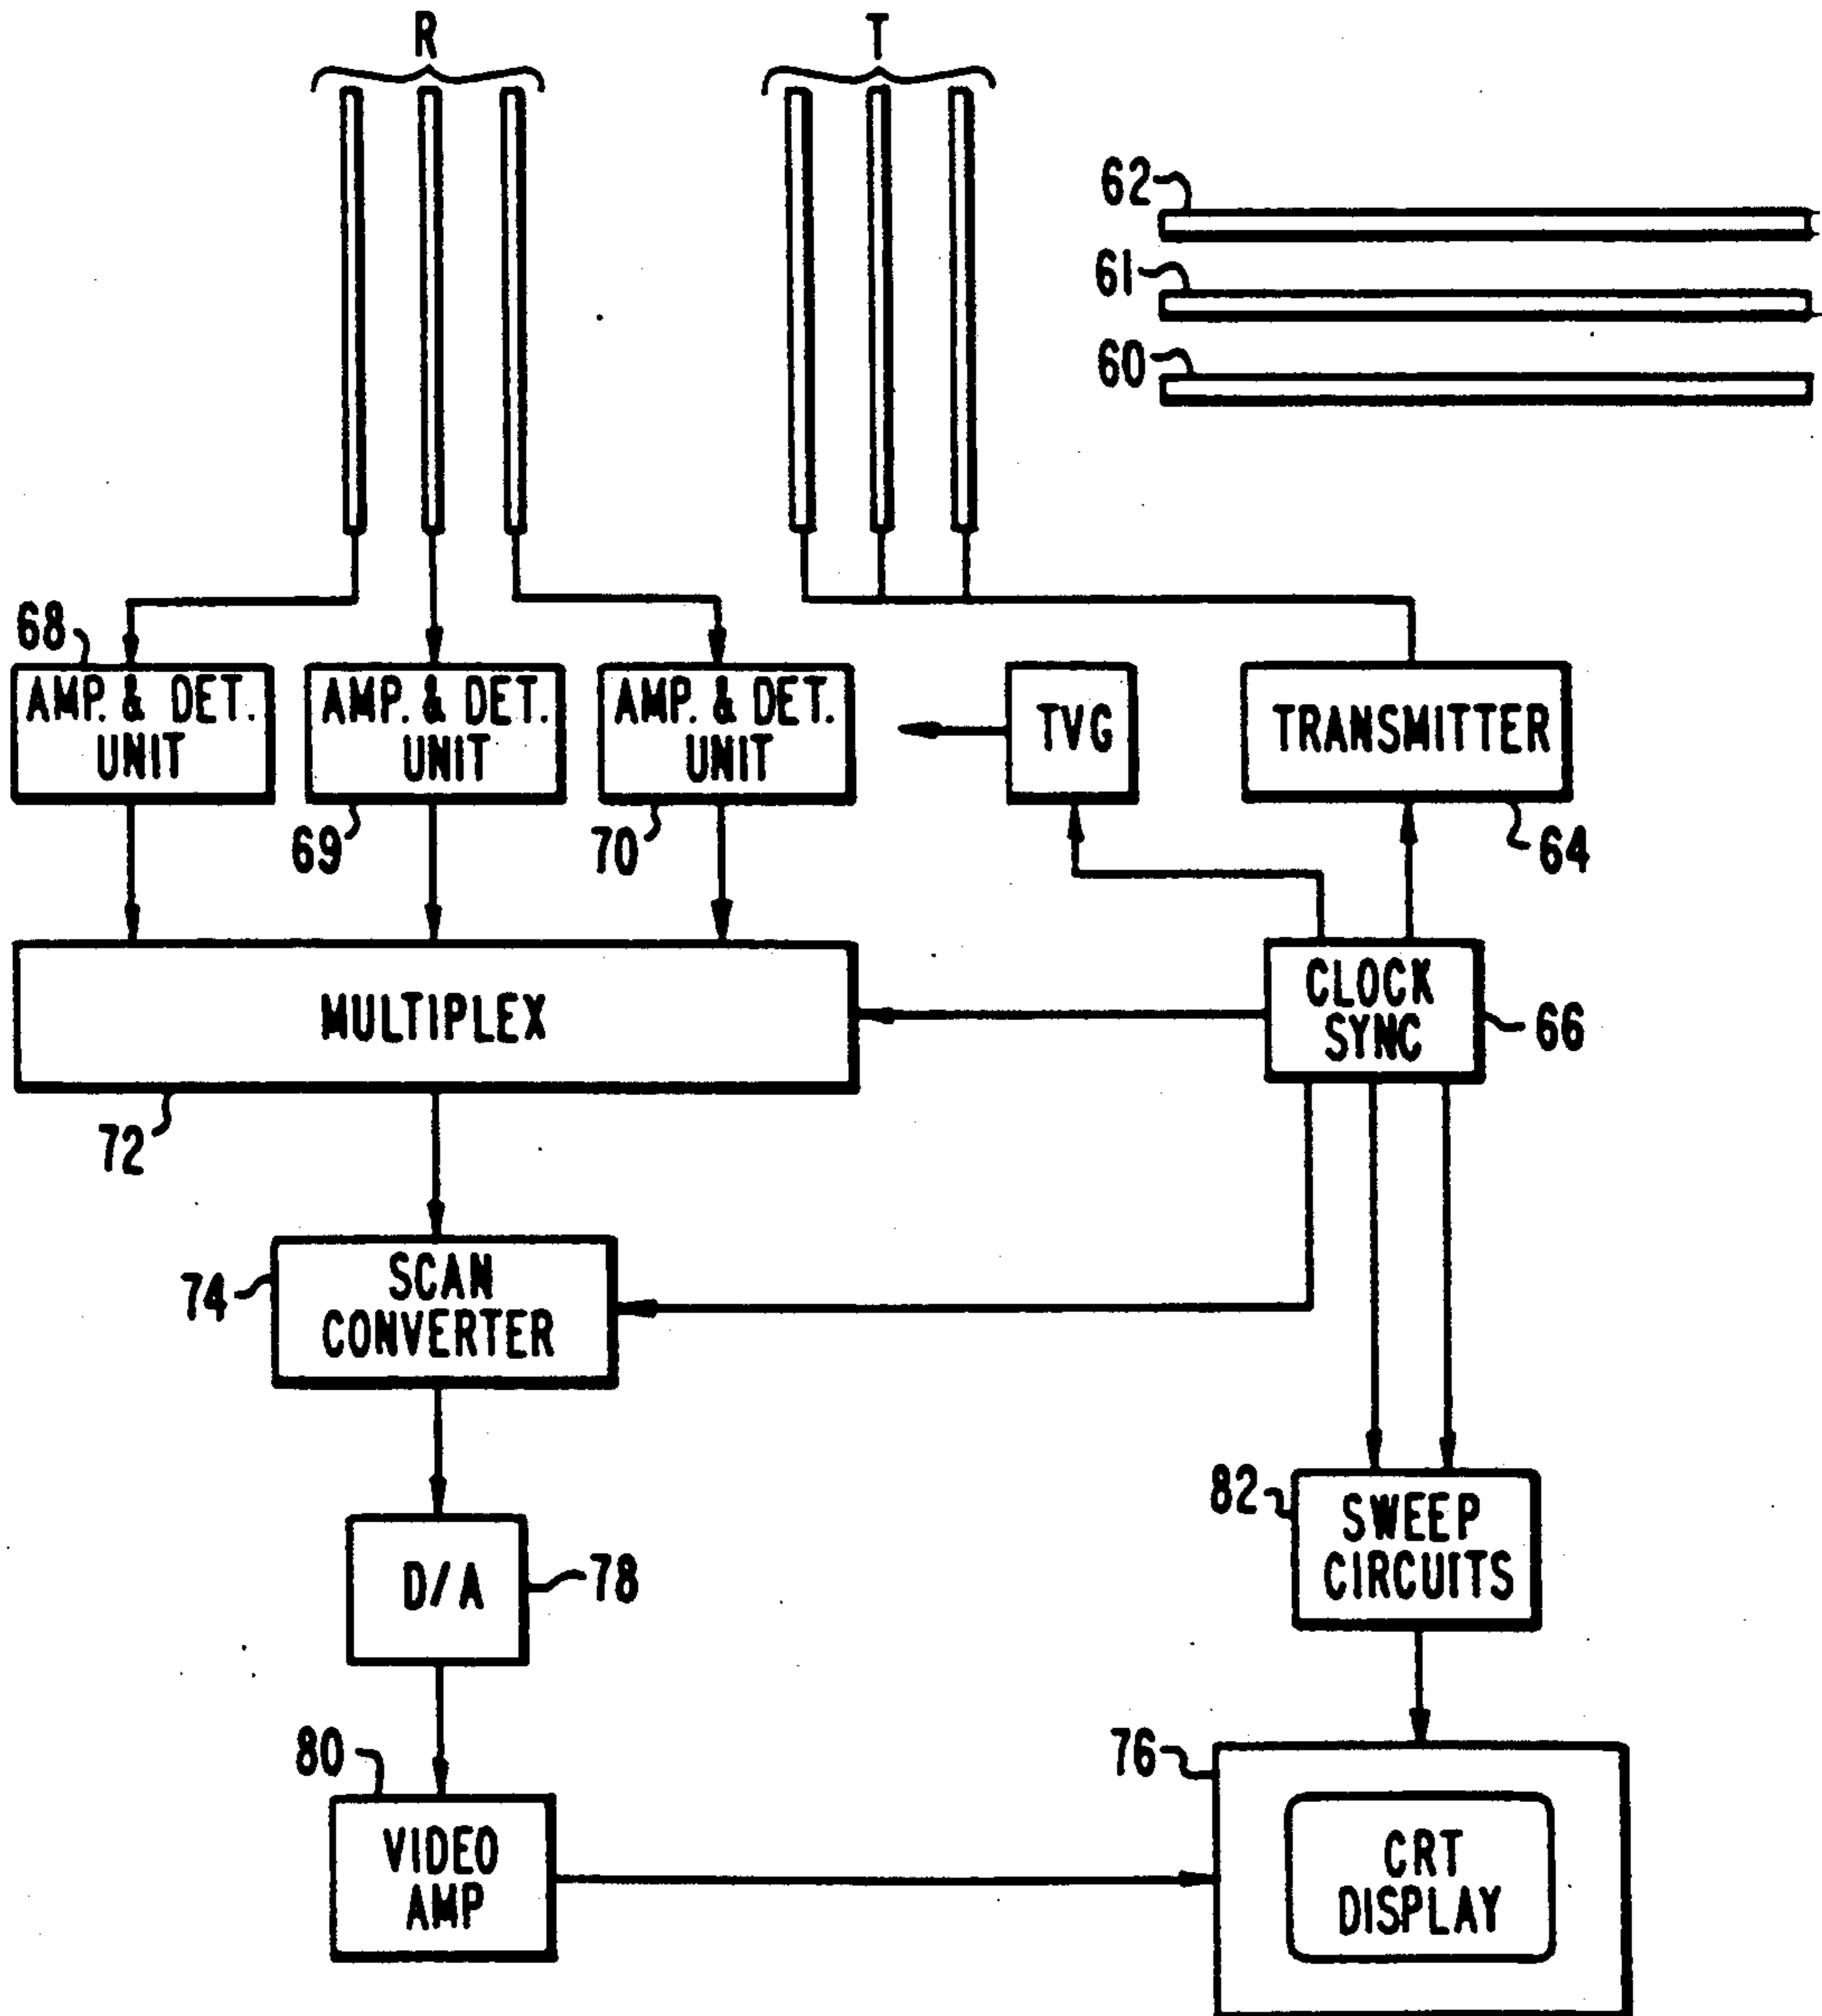 R
T
62
61
60
68
AMP. & DET.
UNIT
AMP. & DET.
UNIT
AMP. & DET.
UNIT
TVG
TRANSMITTER
69
70
64
MULTIPLEX
CLOCK
SYNC
66
72
SCAN
CONVERTER
74
82
SWEEP
CIRCUITS
D/A
78
80
VIDEO
AMP
76
CRT
DISPLAY